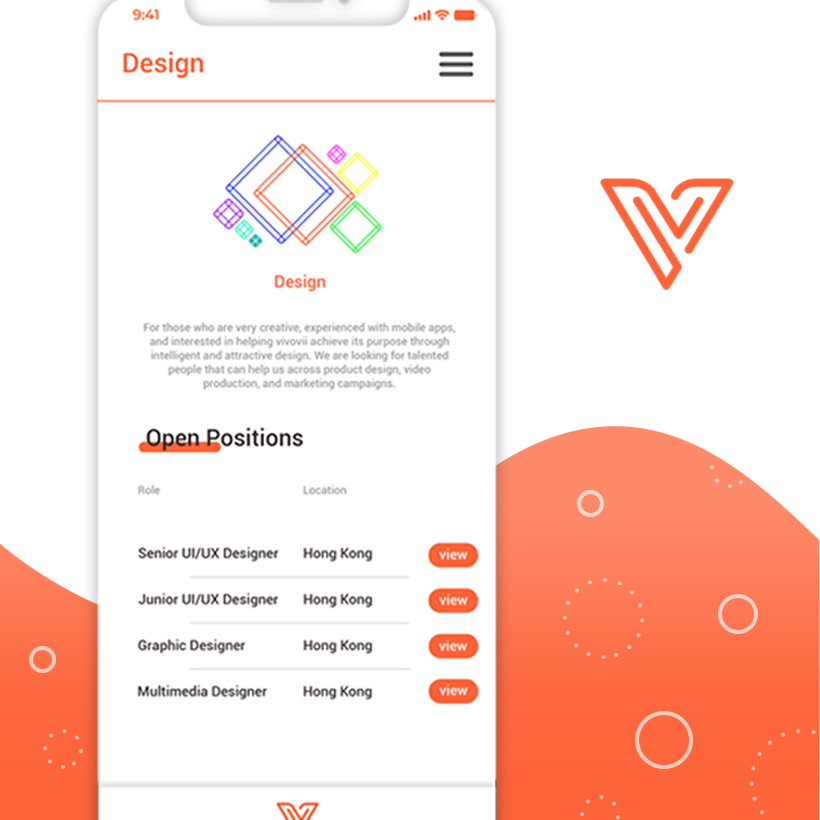 9:41
Design
Design
For those who are very creative, experienced with mobile apps,
and interested in helping vivovii achieve its purpose through
intelligent and attractive design. We are looking for talented
people that can help us across product design, video
production, and marketing campaigns.
Open Positions
Role Location
Senior UI/UX Designer Hong Kong view
Junior UI/UX Designer Hong Kong view
Graphic Designer Hong Kong view
Multimedia Designer Hong Kong view